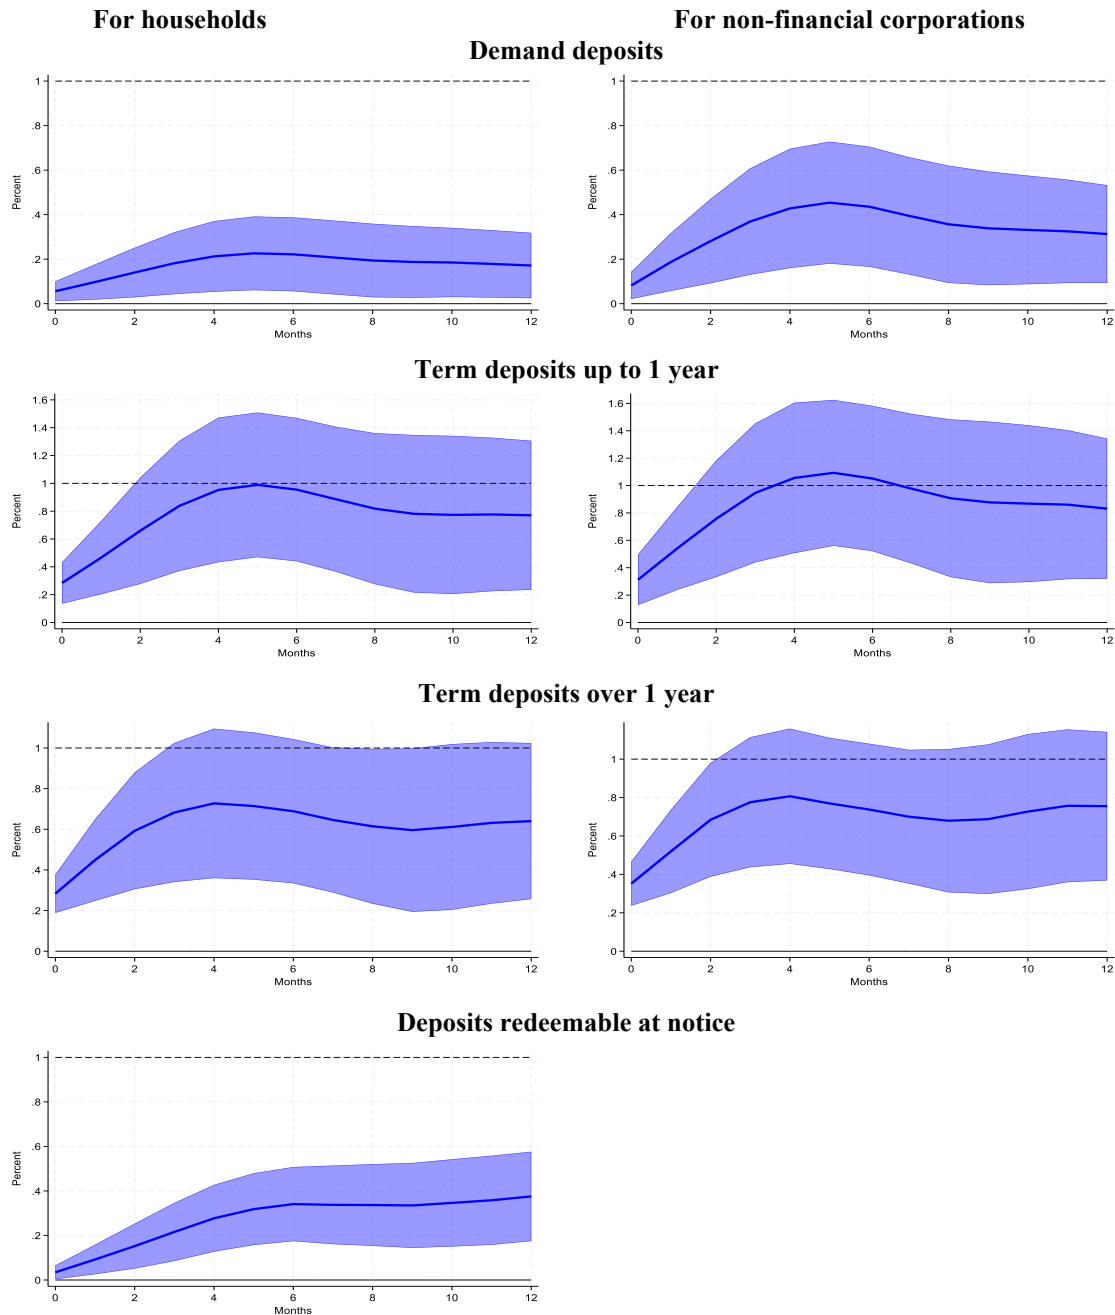 For households
For non-financial corporations
Demand deposits
1
.8
.6
.4
.2
0
Percent
0 2 4 6 8 10 12
Months
1
.8
.6
.4
.2
0
Percent
0 2 4 6 8 10 12
Months
Term deposits up to 1 year
1.6
1.4
1.2
1
.8
.6
.4
.2
0
Percent
0 2 4 6 8 10 12
Months
1.6
1.4
1.2
1
.8
.6
.4
.2
0
Percent
0 2 4 6 8 10 12
Months
Term deposits over 1 year
1
.8
.6
.4
.2
0
Percent
0 2 4 6 8 10 12
Months
1
.8
.6
.4
.2
0
Percent
0 2 4 6 8 10 12
Months
Deposits redeemable at notice
1
.8
.6
.4
.2
0
Percent
0 2 4 6 8 10 12
Months